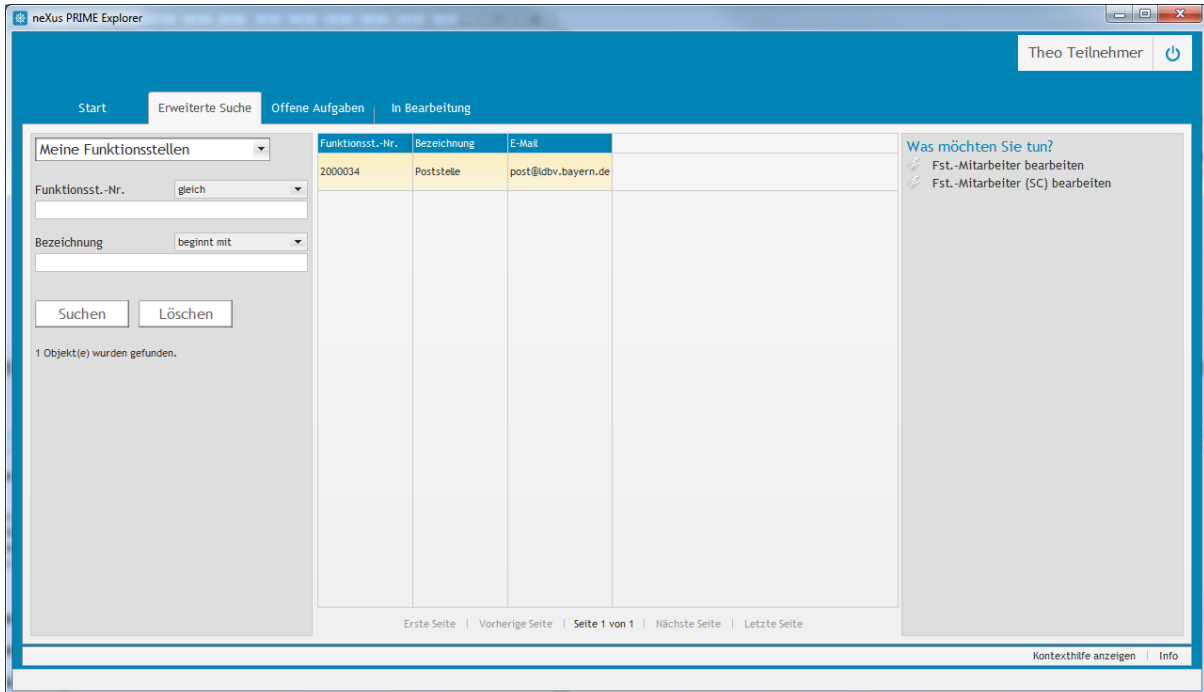 neXus PRIME Explorer
Theo Teilnehmer
Start
Erweiterte Suche
Offene Aufgaben
In Bearbeitung
Meine Funktionsstellen
Funktionsst.-Nr.
gleich
Bezeichnung
beginnt mit
Suchen
Löschen
1 Objekt(e) wurden gefunden.
Funktionsst.-Nr.
Bezeichnung
E-Mail
2000034
Poststelle
post@ldbv.bayern.de
Erste Seite | Vorherige Seite | Seite 1 von 1 | Nächste Seite | Letzte Seite
Was möchten Sie tun?
Fst.-Mitarbeiter bearbeiten
Fst.-Mitarbeiter (SC) bearbeiten
Kontexthilfe anzeigen | Info